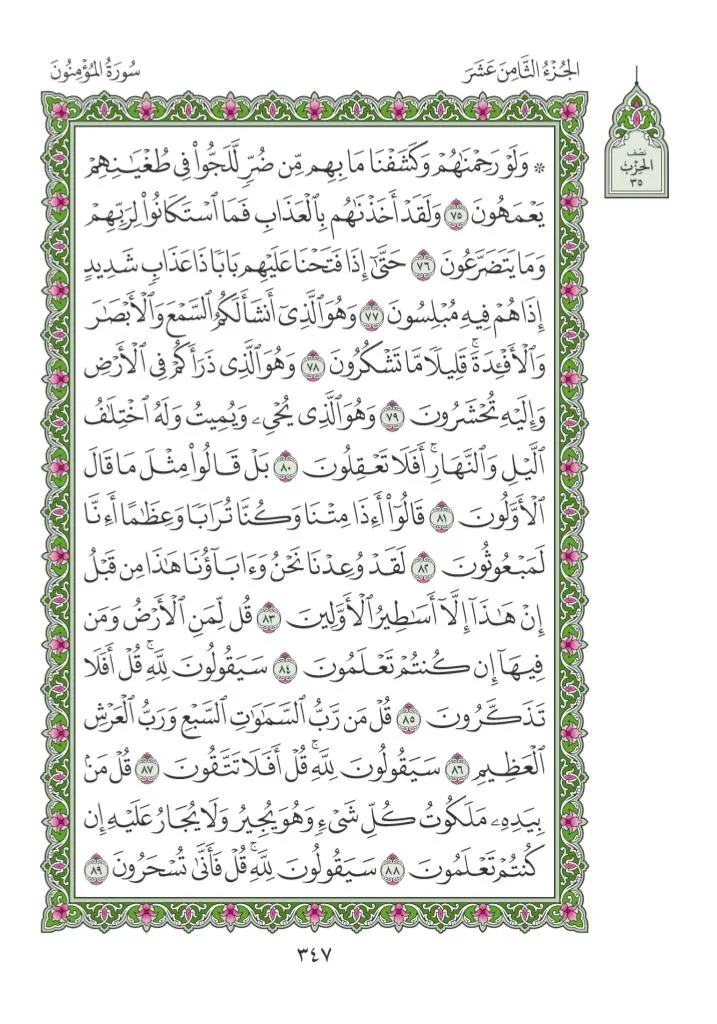 الجُزْءُ الثَّامِنَ عَشَرَ
سُورَةُ المُؤْمِنُونَ
نصف
الحِزْب
٣٥
۞ وَلَوْ رَحِمْنَٰهُمْ وَكَشَفْنَا مَا بِهِم مِّن ضُرٍّ لَّلَجُّوا۟ فِى طُغْيَٰنِهِمْ
يَعْمَهُونَ ٧٥ وَلَقَدْ أَخَذْنَٰهُم بِٱلْعَذَابِ فَمَا ٱسْتَكَانُوا۟ لِرَبِّهِمْ
وَمَا يَتَضَرَّعُونَ ٧٦ حَتَّىٰٓ إِذَا فَتَحْنَا عَلَيْهِم بَابًا ذَا عَذَابٍ شَدِيدٍ
إِذَا هُمْ فِيهِ مُبْلِسُونَ ٧٧ وَهُوَ ٱلَّذِىٓ أَنشَأَ لَكُمُ ٱلسَّمْعَ وَٱلْأَبْصَٰرَ
وَٱلْأَفْـِٔدَةَ ۚ قَلِيلًا مَّا تَشْكُرُونَ ٧٨ وَهُوَ ٱلَّذِى ذَرَأَكُمْ فِى ٱلْأَرْضِ
وَإِلَيْهِ تُحْشَرُونَ ٧٩ وَهُوَ ٱلَّذِى يُحْىِۦ وَيُمِيتُ وَلَهُ ٱخْتِلَٰفُ
ٱلَّيْلِ وَٱلنَّهَارِ ۚ أَفَلَا تَعْقِلُونَ ٨٠ بَلْ قَالُوا۟ مِثْلَ مَا قَالَ
ٱلْأَوَّلُونَ ٨١ قَالُوٓا۟ أَءِذَا مِتْنَا وَكُنَّا تُرَابًا وَعِظَٰمًا أَءِنَّا
لَمَبْعُوثُونَ ٨٢ لَقَدْ وُعِدْنَا نَحْنُ وَءَابَآؤُنَا هَٰذَا مِن قَبْلُ
إِنْ هَٰذَآ إِلَّآ أَسَٰطِيرُ ٱلْأَوَّلِينَ ٨٣ قُل لِّمَنِ ٱلْأَرْضُ وَمَن
فِيهَآ إِن كُنتُمْ تَعْلَمُونَ ٨٤ سَيَقُولُونَ لِلَّهِ ۚ قُلْ أَفَلَا
تَذَكَّرُونَ ٨٥ قُلْ مَن رَّبُّ ٱلسَّمَٰوَٰتِ ٱلسَّبْعِ وَرَبُّ ٱلْعَرْشِ
ٱلْعَظِيمِ ٨٦ سَيَقُولُونَ لِلَّهِ ۚ قُلْ أَفَلَا تَتَّقُونَ ٨٧ قُلْ مَنۢ
بِيَدِهِۦ مَلَكُوتُ كُلِّ شَىْءٍ وَهُوَ يُجِيرُ وَلَا يُجَارُ عَلَيْهِ إِن
كُنتُمْ تَعْلَمُونَ ٨٨ سَيَقُولُونَ لِلَّهِ ۚ قُلْ فَأَنَّىٰ تُسْحَرُونَ ٨٩
٣٤٧